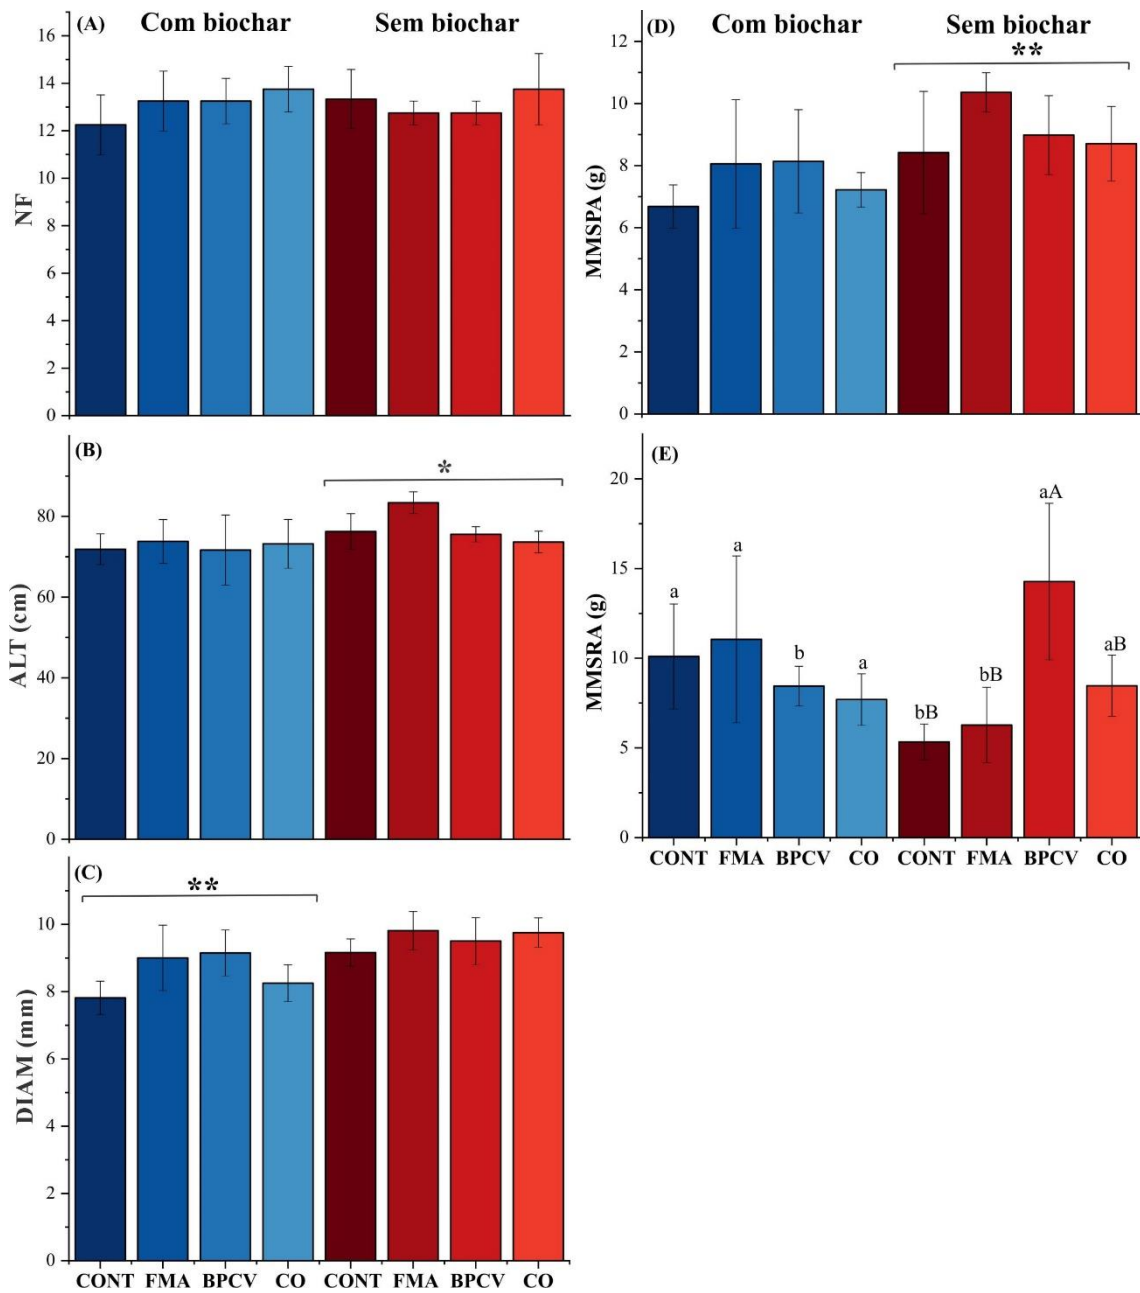 (A) Com biochar Sem biochar
16
14
12
10
8
6
4
2
0
NF
(B)
*
80
60
40
20
0
ALT (cm)
(C)
**
10
8
6
4
2
0
DIAM (mm)
CONT FMA BPCV CO CONT FMA BPCV CO
(D) Com biochar Sem biochar
**
12
10
8
6
4
2
0
MMSPA (g)
(E)
20
15
10
5
0
MMSRA (g)
a a b a bB bB aA aB
CONT FMA BPCV CO CONT FMA BPCV CO